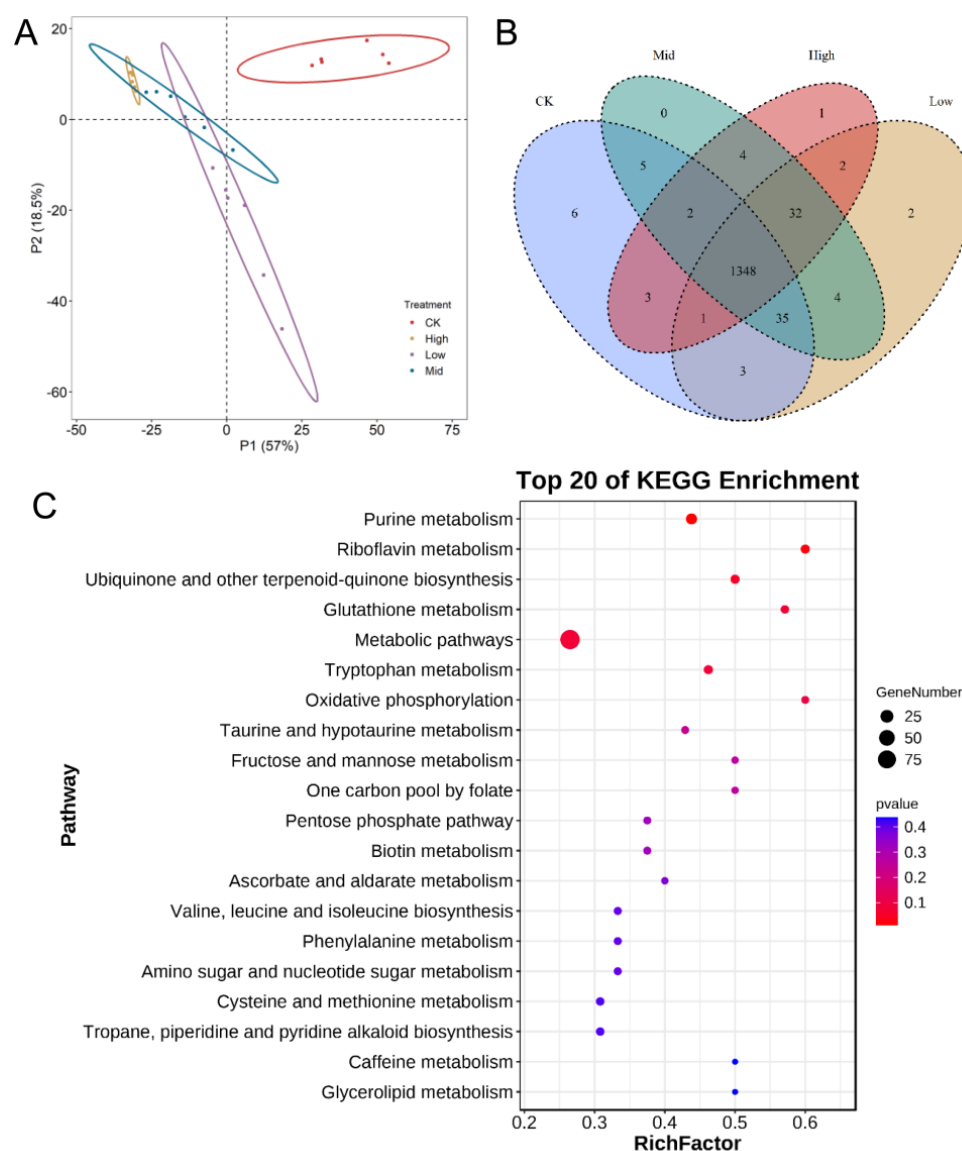 A
20
0
-20
-40
-60
P2 (18.5%)
-50
-25
0
25
50
75
P1 (57%)
Treatment
CK
High
Low
Mid
B
Mid
High
CK
Low
0
1
5
4
2
6
2
32
2
1348
3
4
1
35
3
C
Top 20 of KEGG Enrichment
Pathway
Purine metabolism
Riboflavin metabolism
Ubiquinone and other terpenoid-quinone biosynthesis
Glutathione metabolism
Metabolic pathways
Tryptophan metabolism
Oxidative phosphorylation
Taurine and hypotaurine metabolism
Fructose and mannose metabolism
One carbon pool by folate
Pentose phosphate pathway
Biotin metabolism
Ascorbate and aldarate metabolism
Valine, leucine and isoleucine biosynthesis
Phenylalanine metabolism
Amino sugar and nucleotide sugar metabolism
Cysteine and methionine metabolism
Tropane, piperidine and pyridine alkaloid biosynthesis
Caffeine metabolism
Glycerolipid metabolism
0.2
0.3
0.4
0.5
0.6
RichFactor
GeneNumber
25
50
75
pvalue
0.4
0.3
0.2
0.1